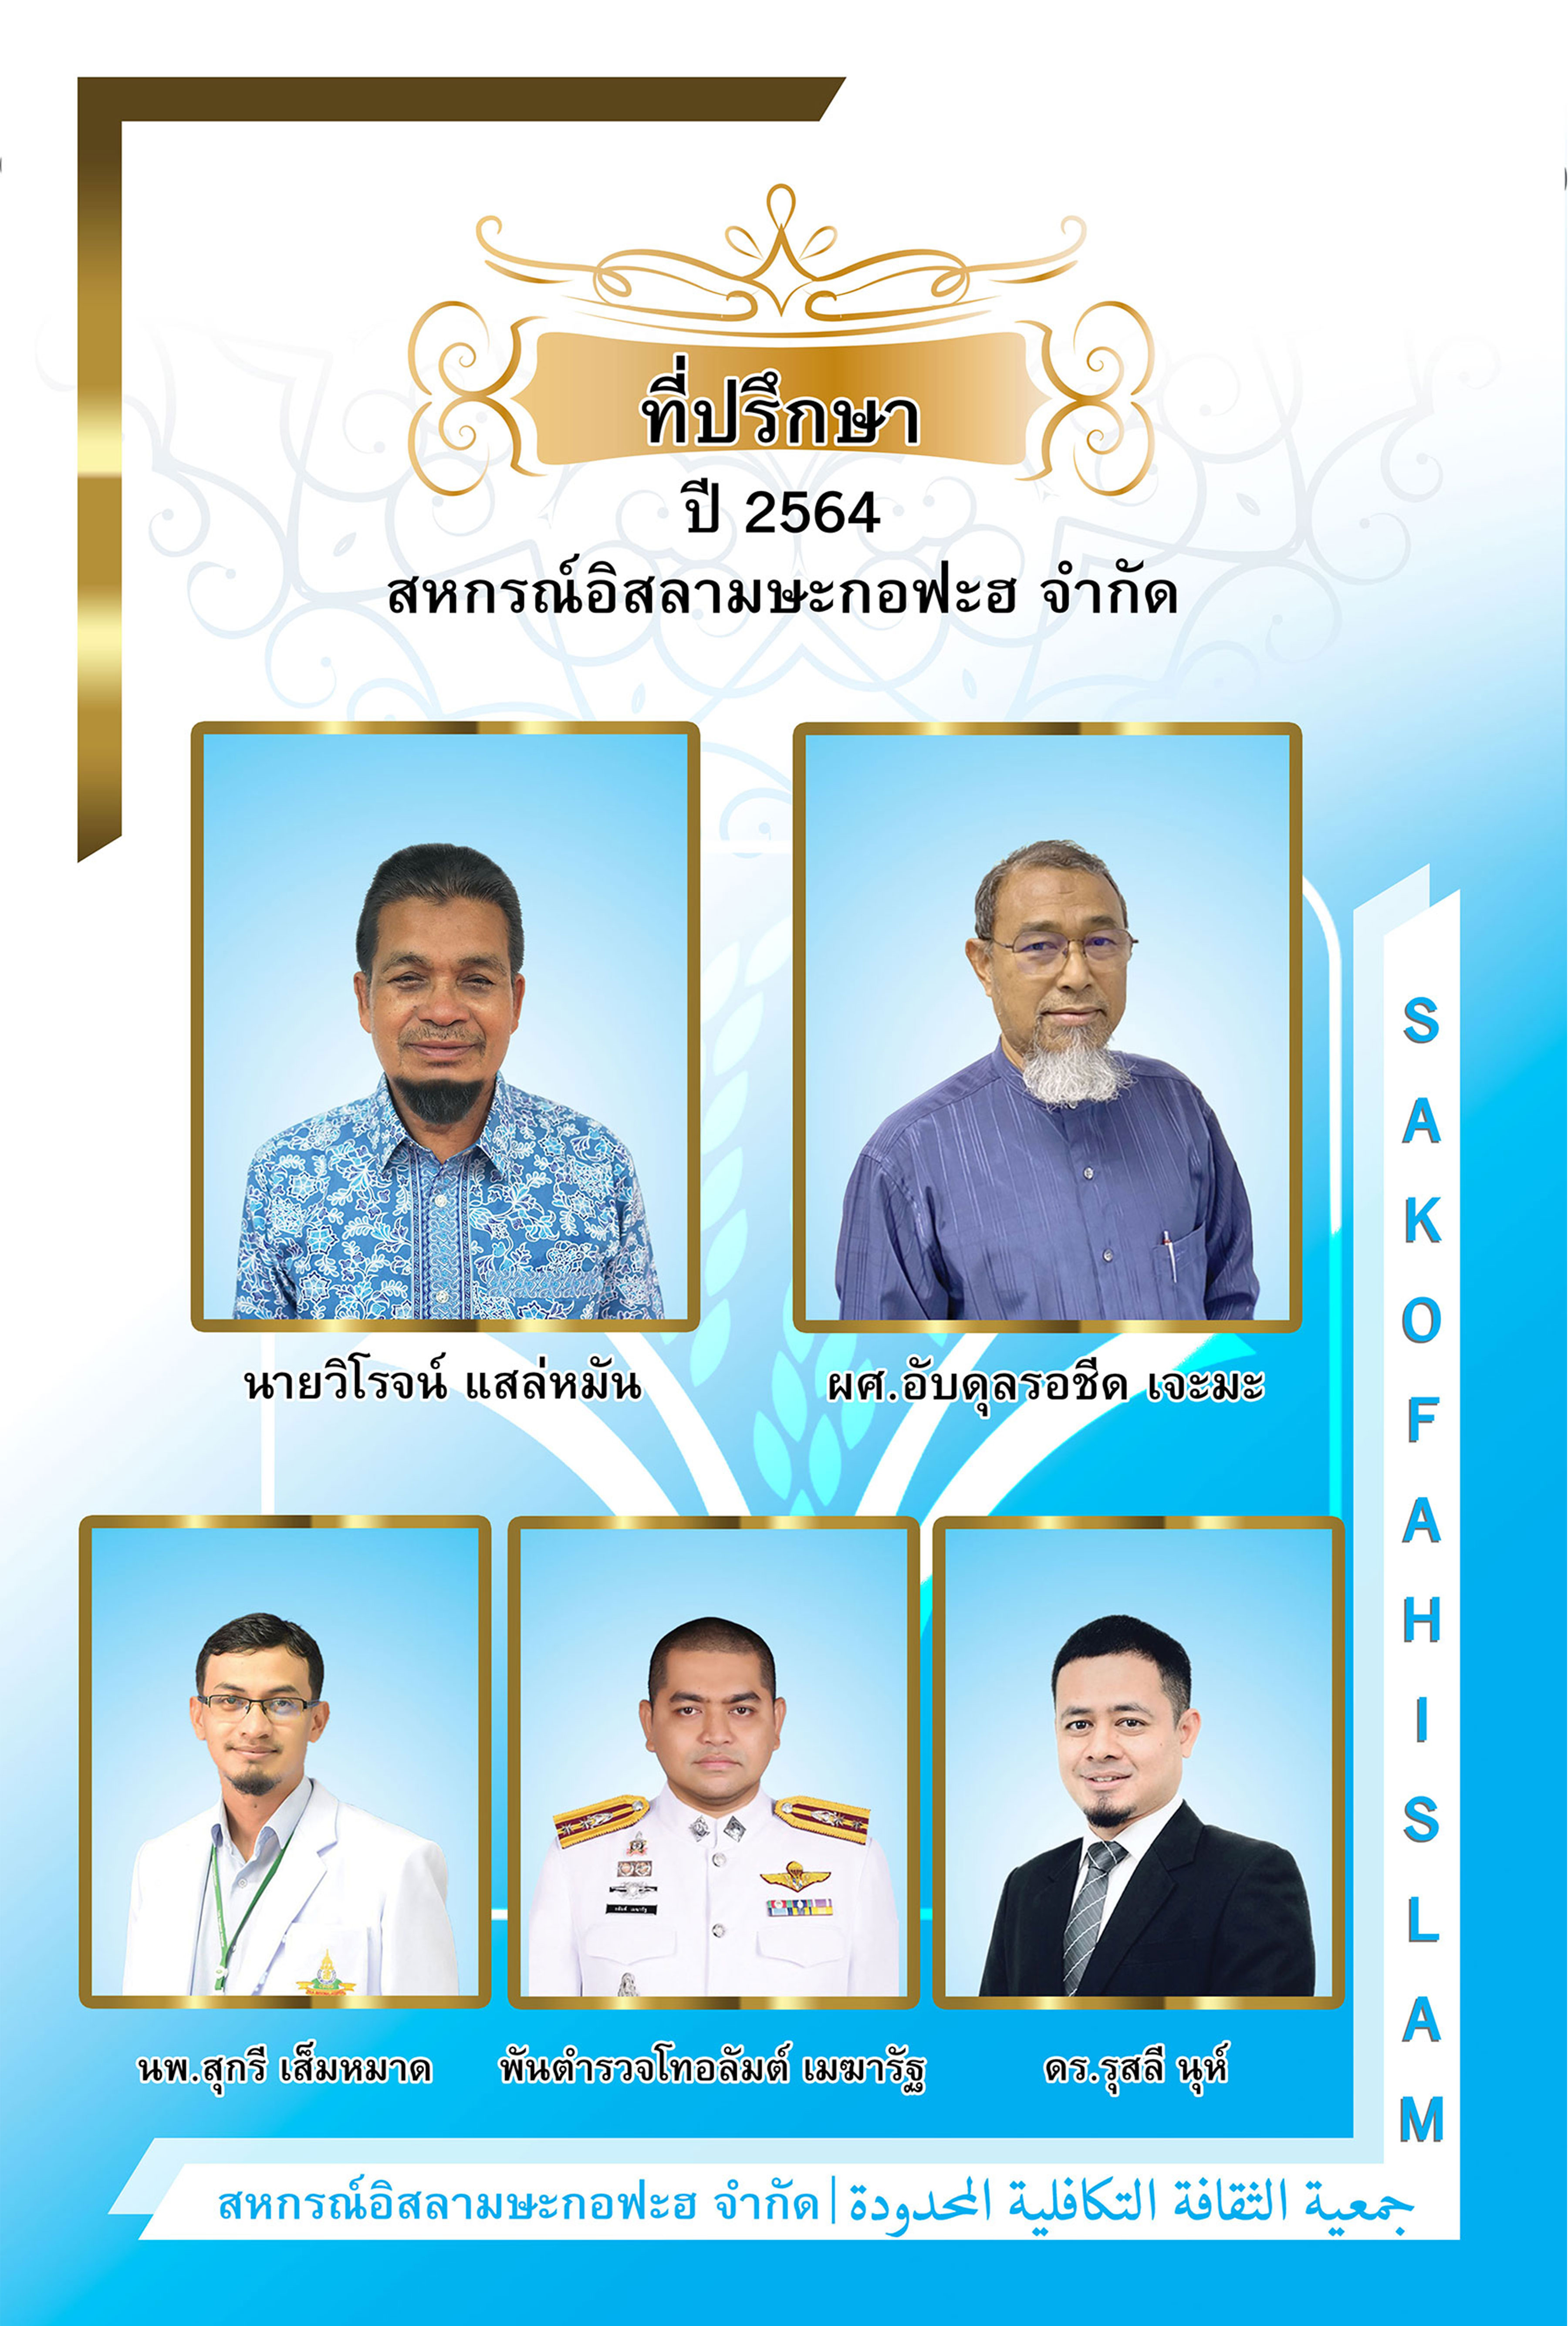 ที่ปรึกษา
ปี 2564
สหกรณ์อิสลามษะกอฟะฮ จำกัด
นายวิโรจน์ แสล่หมัน
ผศ.อับดุลรอชีด เจะมะ
นพ.สุกรี เส็มหมาด
พันตำรวจโทอลัมต์ เมฆารัฐ
ดร.รุสลี นุห์
SAKOFAH ISLAM
สหกรณ์อิสลามษะกอฟะฮ จำกัด | جمعية الثقافة التكافلية المحدودة